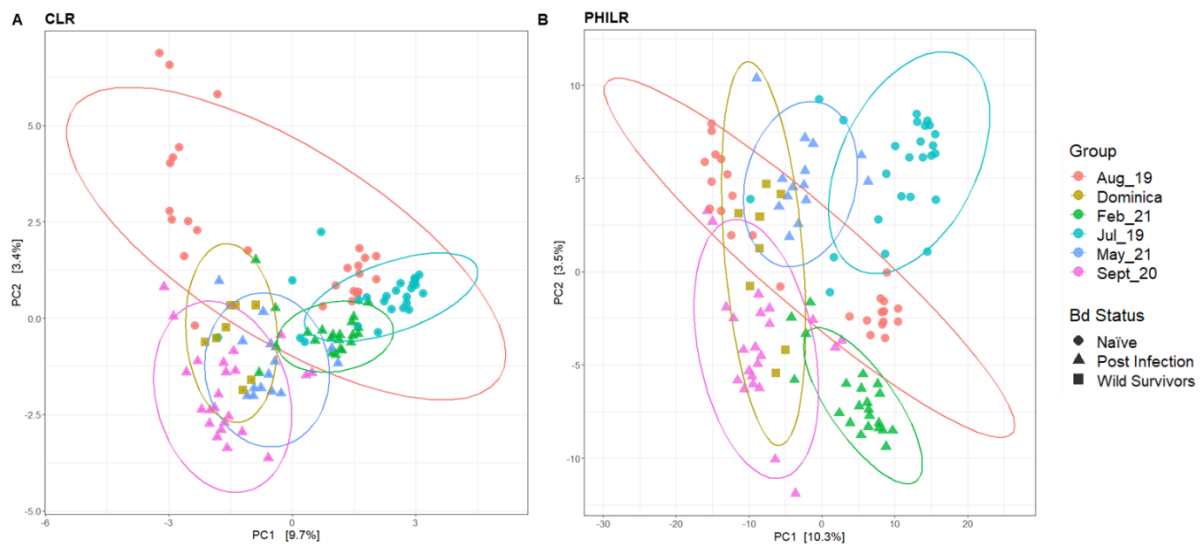 A CLR
5.0
2.5
0.0
-2.5
-5.0
PC2 [3.4%]
-6 -3 0 3
PC1 [9.7%]
B PHILR
10
5
0
-5
-10
PC2 [3.5%]
-30 -20 -10 0 10 20
PC1 [10.3%]
Group
Aug_19
Dominica
Feb_21
Jul_19
May_21
Sept_20
Bd Status
Naïve
Post Infection
Wild Survivors